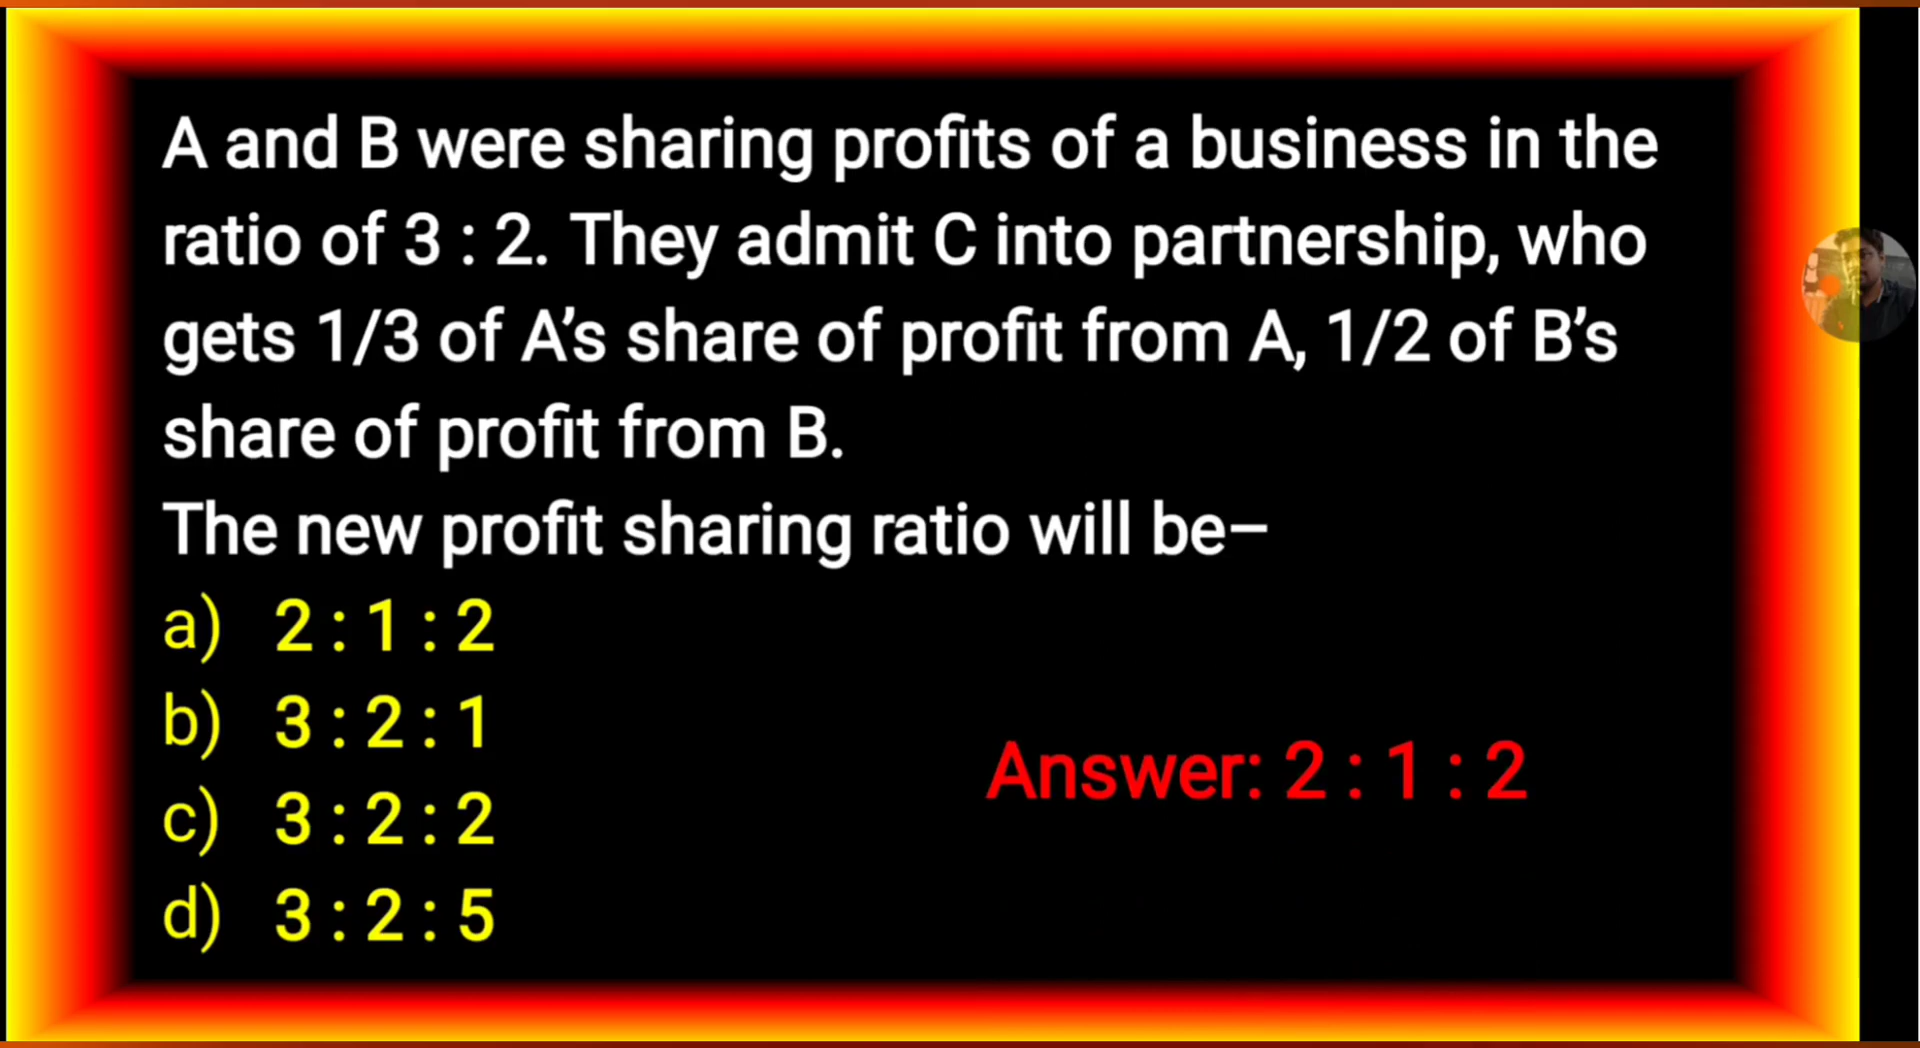 A and B were sharing profits of a business in the
ratio of 3 : 2. They admit C into partnership, who
gets 1/3 of A’s share of profit from A, 1/2 of B’s
share of profit from B.
The new profit sharing ratio will be–
a) 2 : 1 : 2
b) 3 : 2 : 1
c) 3 : 2 : 2
d) 3 : 2 : 5
Answer: 2 : 1 : 2